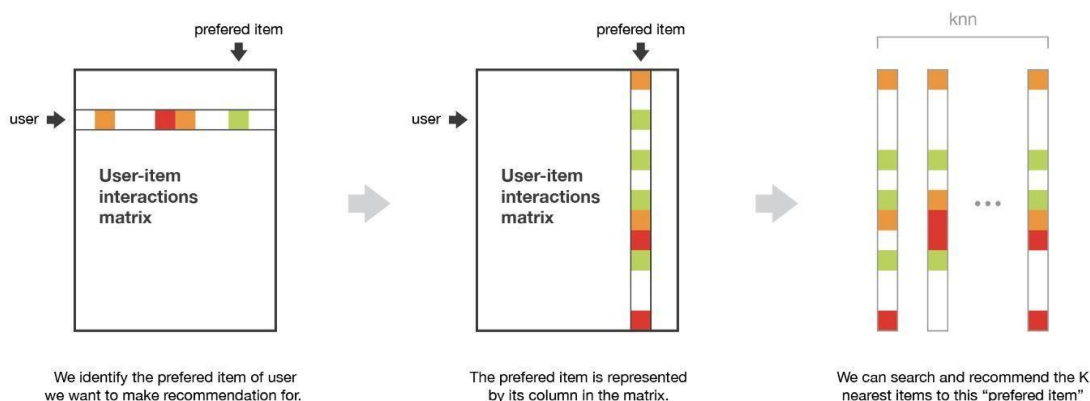 prefered item
user
User-item
interactions
matrix
We identify the prefered item of user
we want to make recommendation for.
prefered item
user
User-item
interactions
matrix
The prefered item is represented
by its column in the matrix.
knn
We can search and recommend the K
nearest items to this “prefered item”